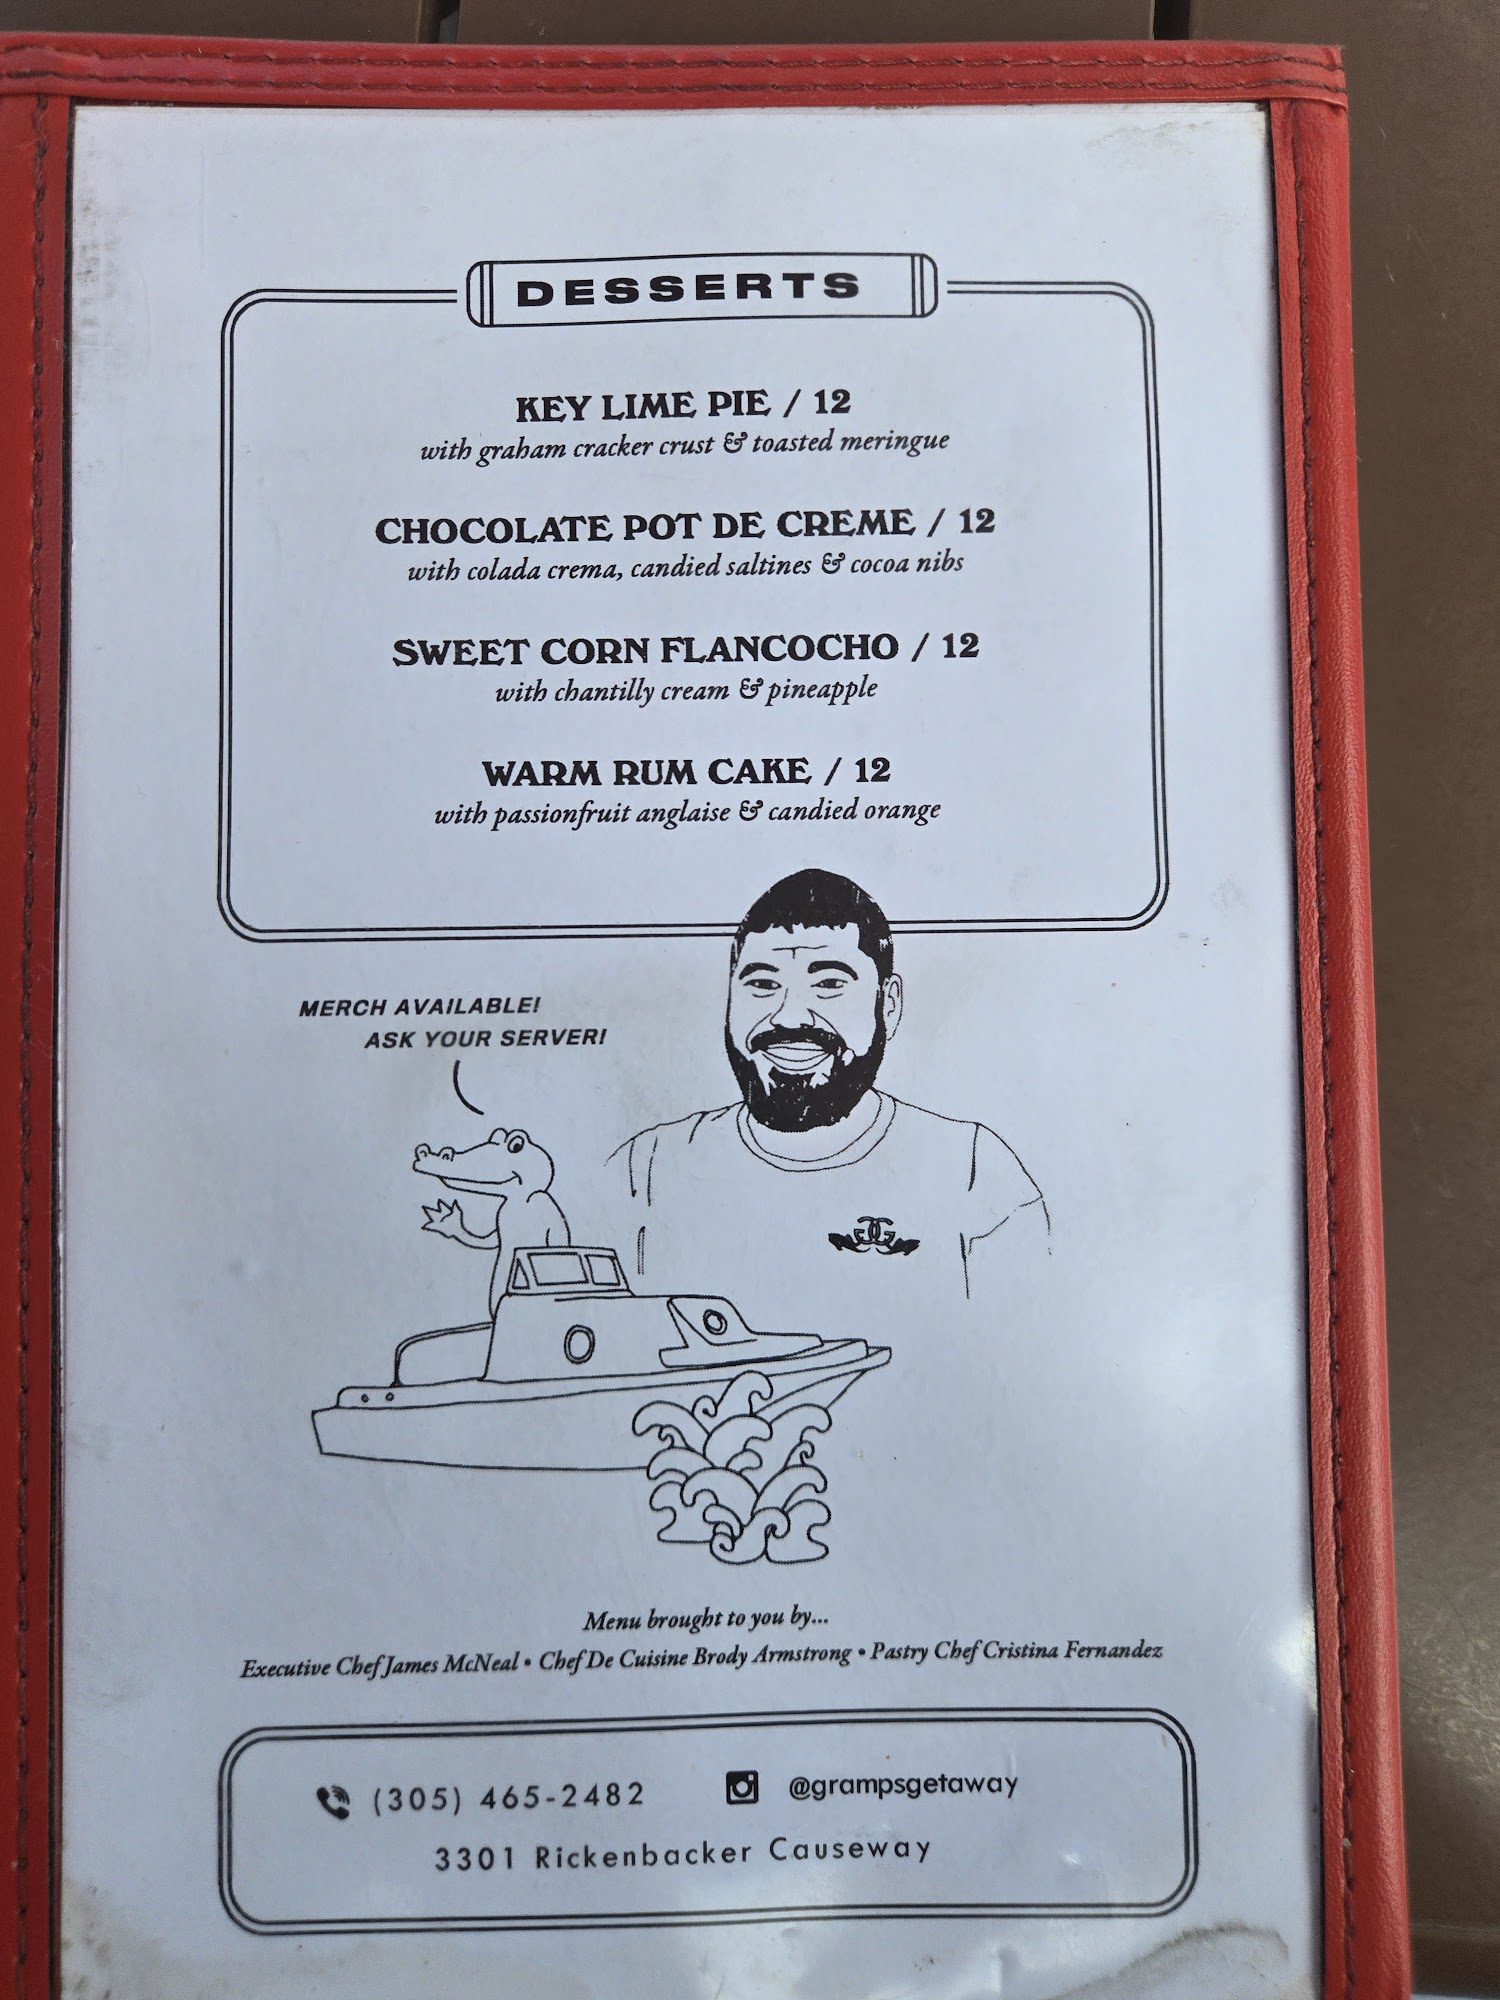 DESSERTS
KEY LIME PIE / 12
with graham cracker crust & toasted meringue
CHOCOLATE POT DE CREME / 12
with colada crema, candied saltines & cocoa nibs
SWEET CORN FLANCOCHO / 12
with chantilly cream & pineapple
WARM RUM CAKE / 12
with passionfruit anglaise & candied orange
MERCH AVAILABLE!
ASK YOUR SERVER!
GG
Menu brought to you by...
Executive Chef James McNeal • Chef De Cuisine Brody Armstrong • Pastry Chef Cristina Fernandez
(305) 465-2482
@grampsgetaway
3301 Rickenbacker Causeway